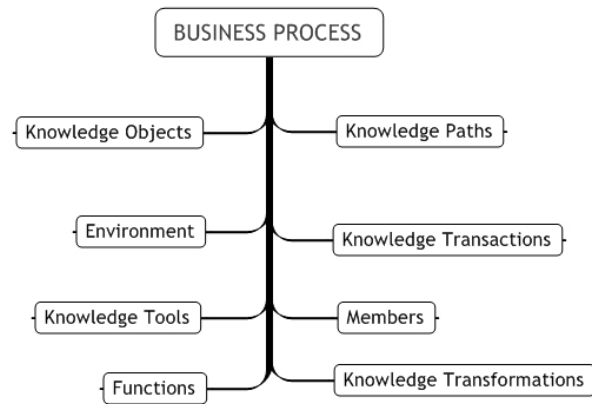 BUSINESS PROCESS
Knowledge Objects
Knowledge Paths
Environment
Knowledge Transactions
Knowledge Tools
Members
Functions
Knowledge Transformations